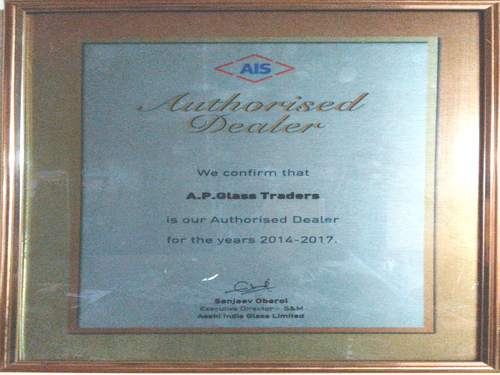 AIS
Authorised
Dealer
We confirm that
A.P.Glass Traders
is our Authorised Dealer
for the years 2014-2017.
Sanjeev Oberoi
Executive Director - S&M
Asahi India Glass Limited